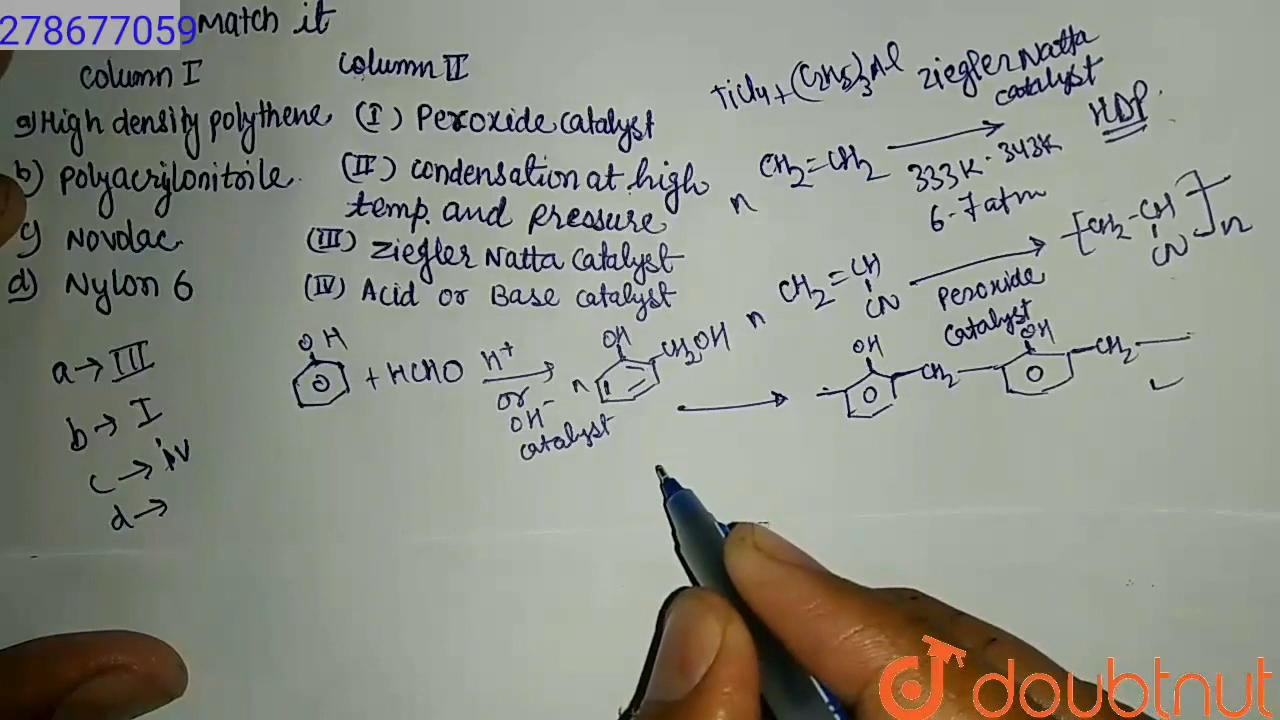 278677059
Match it
Column I
Column II
a) High density polythene
(I) Peroxide catalyst
b) Polyacrylonitoile
(II) Condensation at high
temp. and pressure
c) Novolac
(III) Ziegler Natta Catalyst
d) Nylon 6
(IV) Acid or Base catalyst
TiCl4 + (C2H5)3Al Ziegler Natta
catalyst
n CH2=CH2
333K - 343K
6-7 atm
HDP
n CH2=CH
CN
Peroxide
catalyst
[CH2-CH]n
CN
a → III
b → I
c → iv
d →
OH
+ HCHO
H+
or
OH-
catalyst
n
OH
CH2OH
OH
CH2
OH
CH2
doubtnut